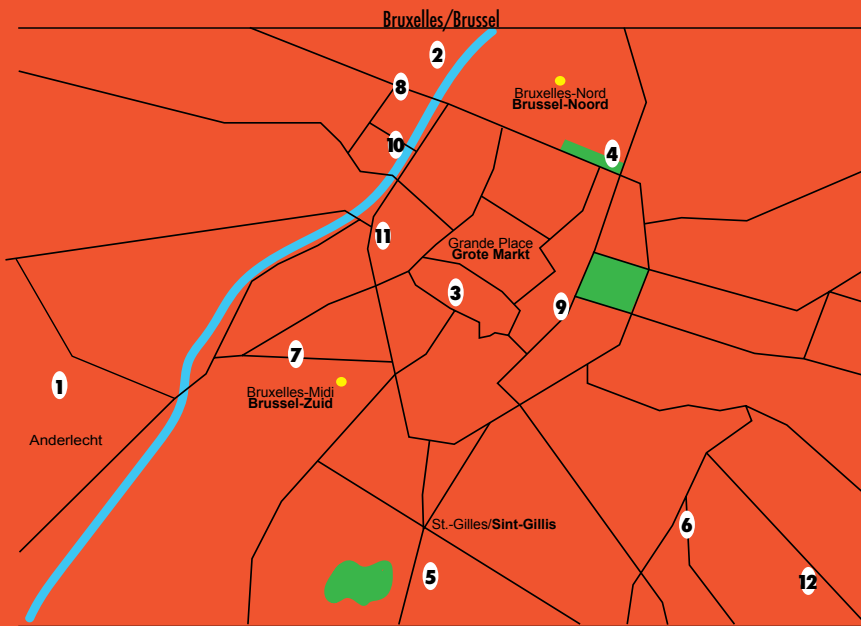 Bruxelles/Brussel
2
8
Bruxelles-Nord
Brussel-Noord
10
4
11
Grande Place
Grote Markt
3
9
7
1
Bruxelles-Midi
Brussel-Zuid
Anderlecht
St.-Gilles/Sint-Gillis
6
5
12